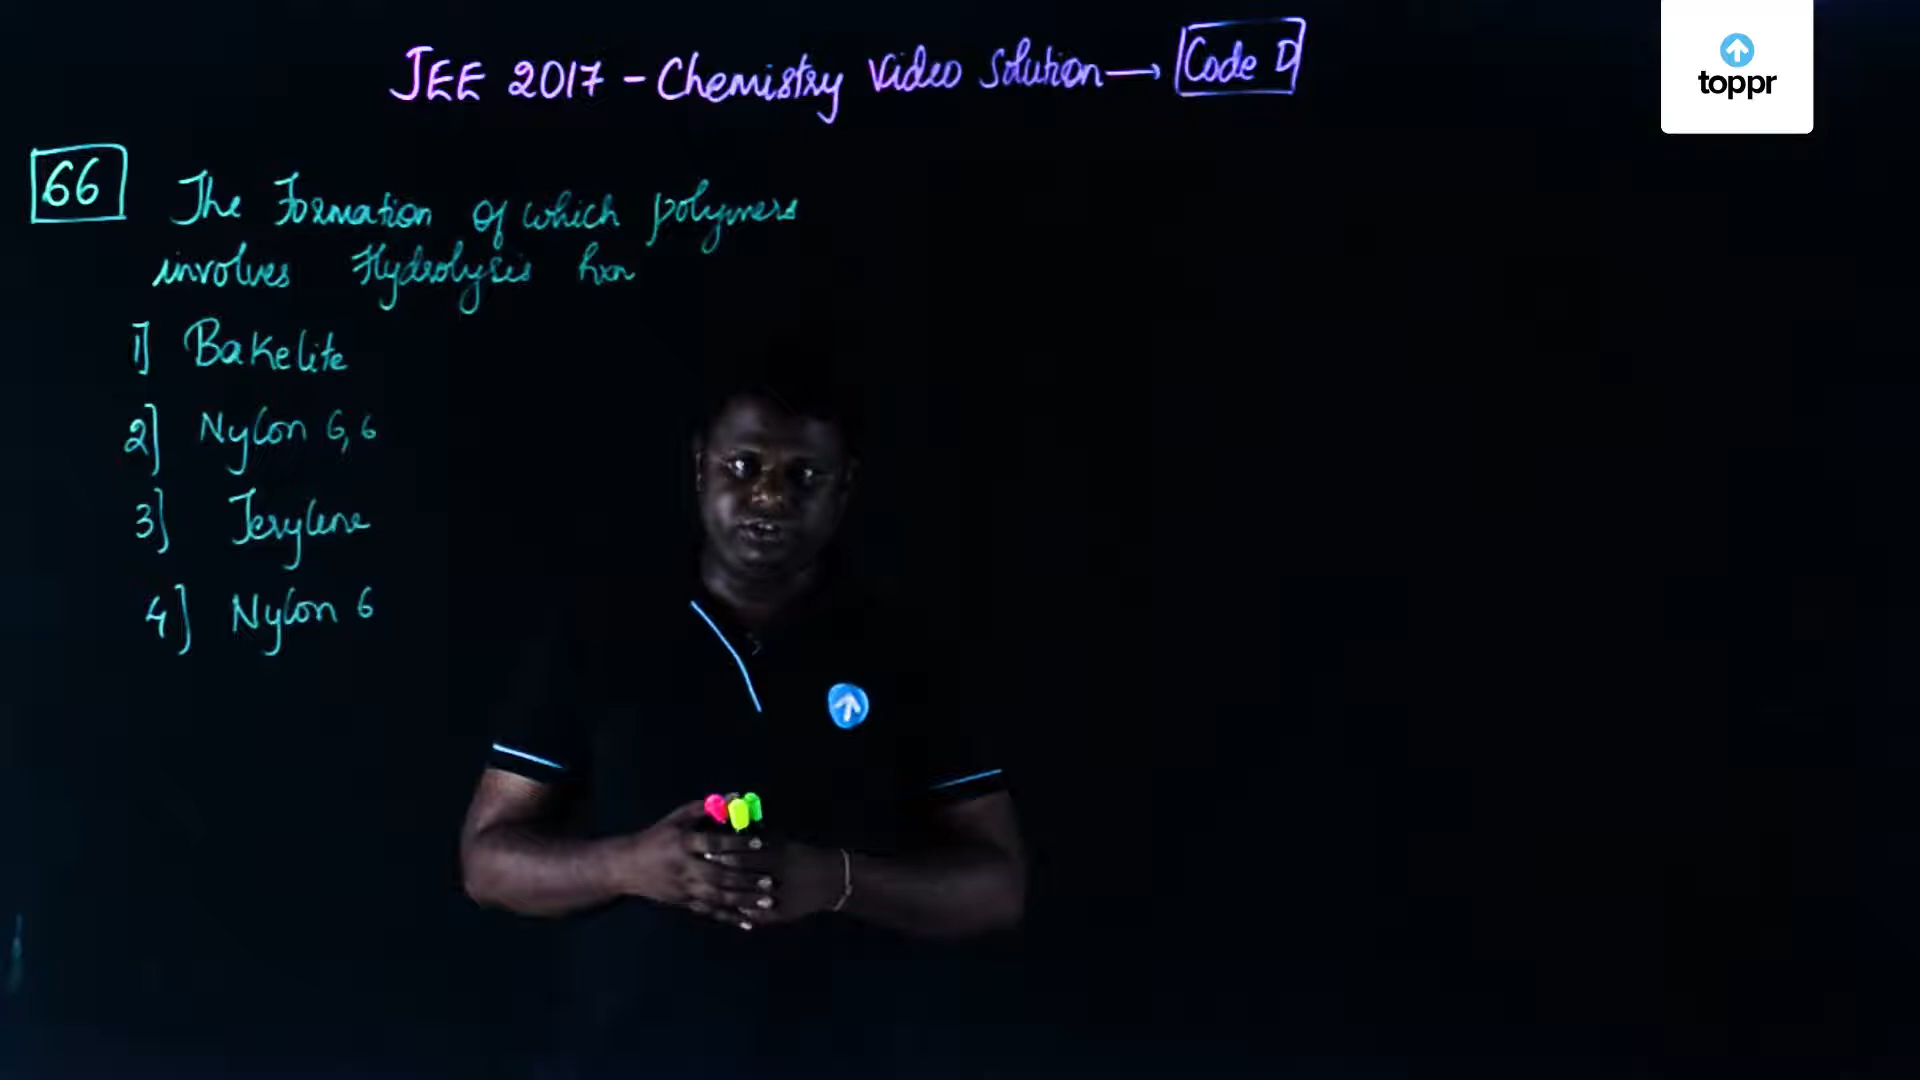 JEE 2017 - Chemistry Video Solution → Code D
toppr
66 The Formation of which polymers
involves Hydrolysis rxn
1] Bakelite
2] Nylon 6,6
3] Terylene
4] Nylon 6